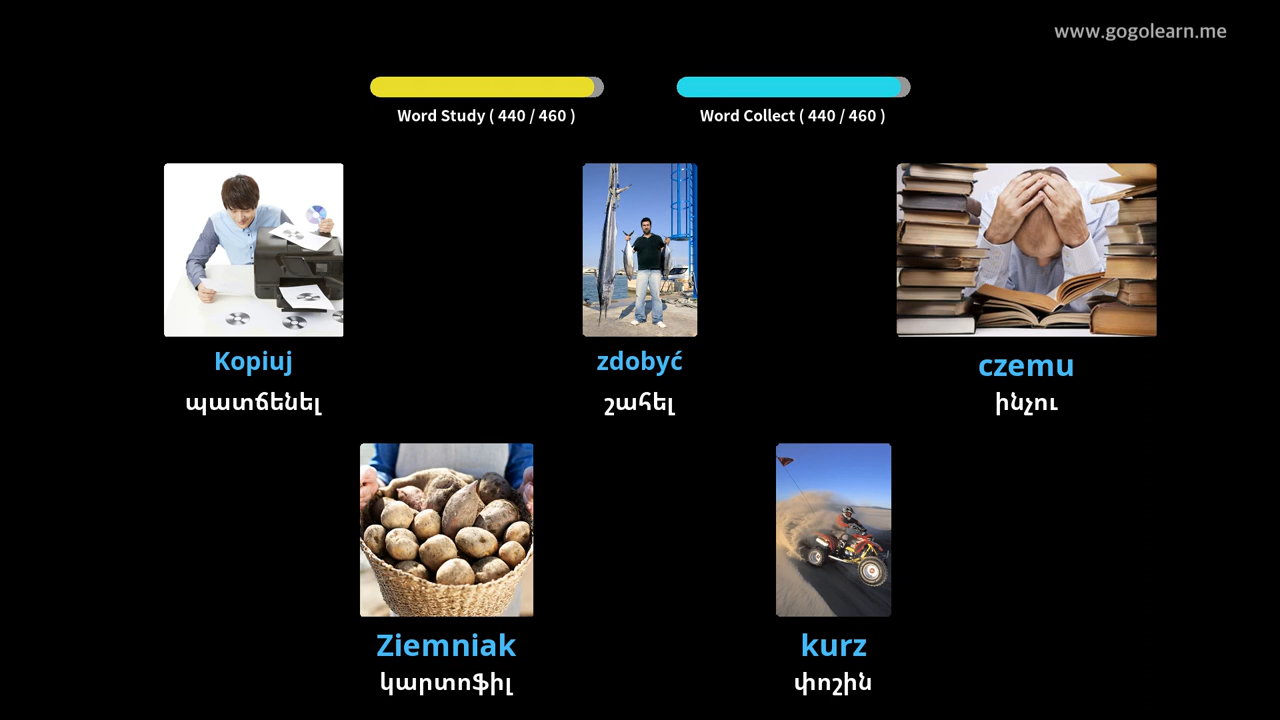 www.gogolearn.me
Word Study ( 440 / 460 )
Word Collect ( 440 / 460 )
Kopiuj
պատճենել
zdobyć
շահել
czemu
ինչու
Ziemniak
կարտոֆիլ
kurz
փոշին